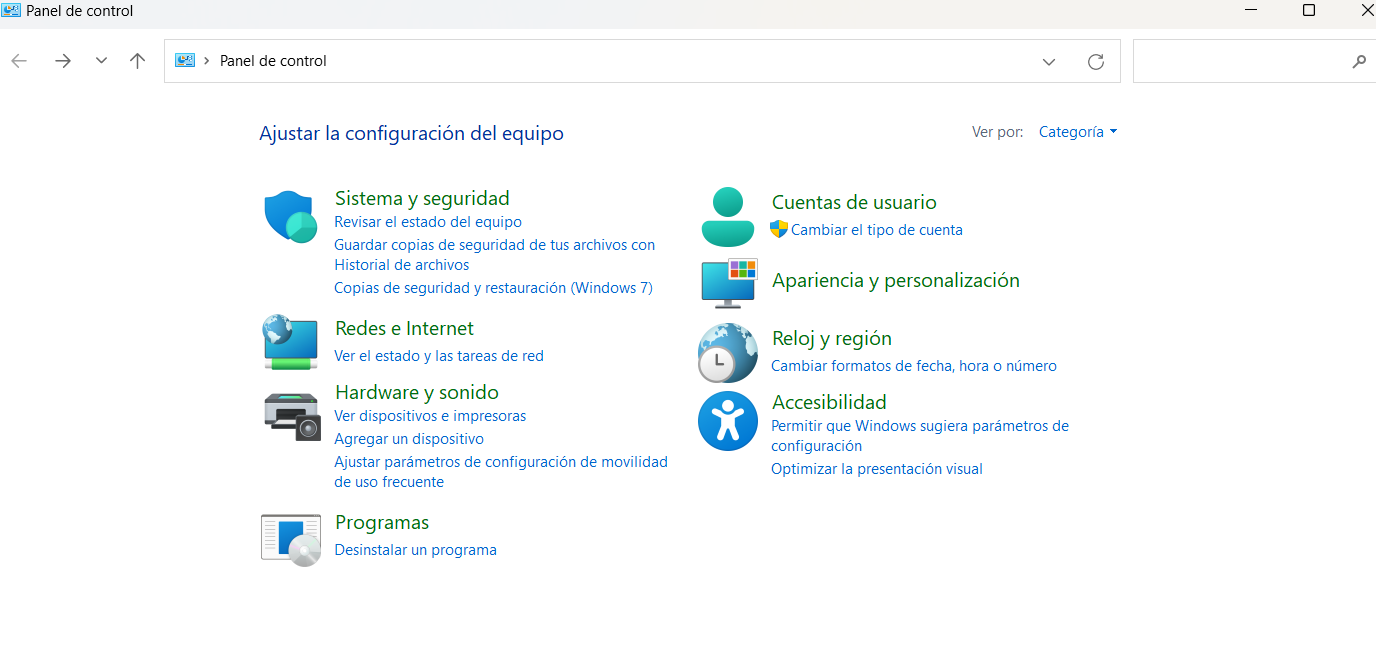 Panel de control
Panel de control
Ajustar la configuración del equipo
Ver por: Categoría
Sistema y seguridad
Revisar el estado del equipo
Guardar copias de seguridad de tus archivos con
Historial de archivos
Copias de seguridad y restauración (Windows 7)
Redes e Internet
Ver el estado y las tareas de red
Hardware y sonido
Ver dispositivos e impresoras
Agregar un dispositivo
Ajustar parámetros de configuración de movilidad
de uso frecuente
Programas
Desinstalar un programa
Cuentas de usuario
Cambiar el tipo de cuenta
Apariencia y personalización
Reloj y región
Cambiar formatos de fecha, hora o número
Accesibilidad
Permitir que Windows sugiera parámetros de
configuración
Optimizar la presentación visual